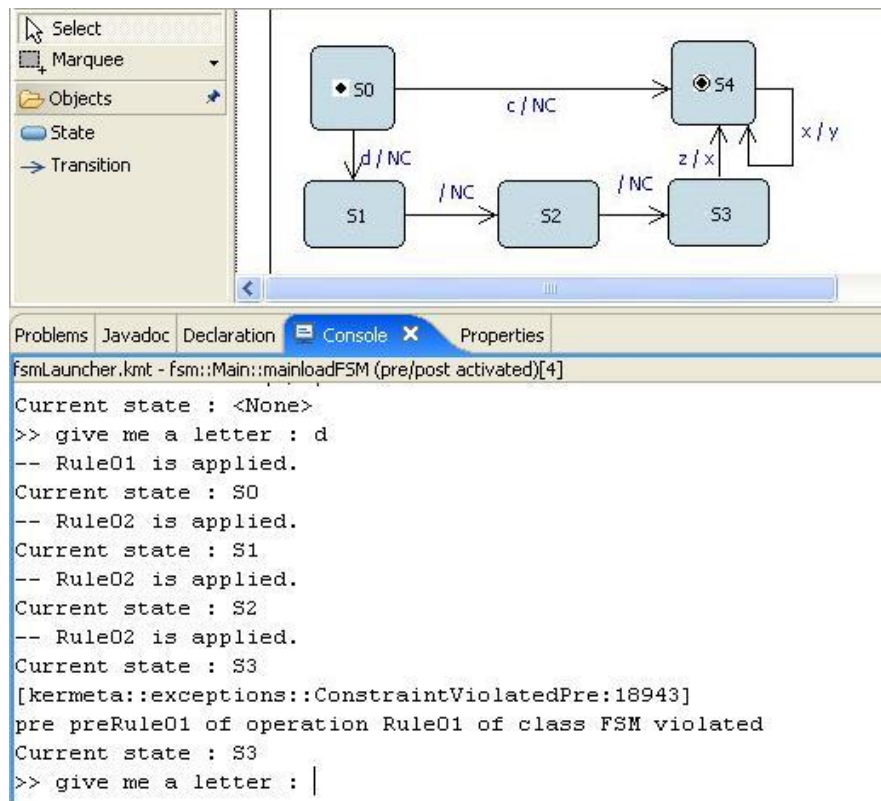 Select
Marquee
Objects
State
Transition
S0
c / NC
S4
x / y
d / NC
z / x
/ NC
/ NC
S1
S2
S3
Problems Javadoc Declaration Console Properties
fsmLauncher.kmt - fsm::Main::mainloadFSM (pre/post activated)[4]
Current state : <None>
>> give me a letter : d
-- Rule01 is applied.
Current state : S0
-- Rule02 is applied.
Current state : S1
-- Rule02 is applied.
Current state : S2
-- Rule02 is applied.
Current state : S3
[kermeta::exceptions::ConstraintViolatedPre:18943]
pre preRule01 of operation Rule01 of class FSM violated
Current state : S3
>> give me a letter :